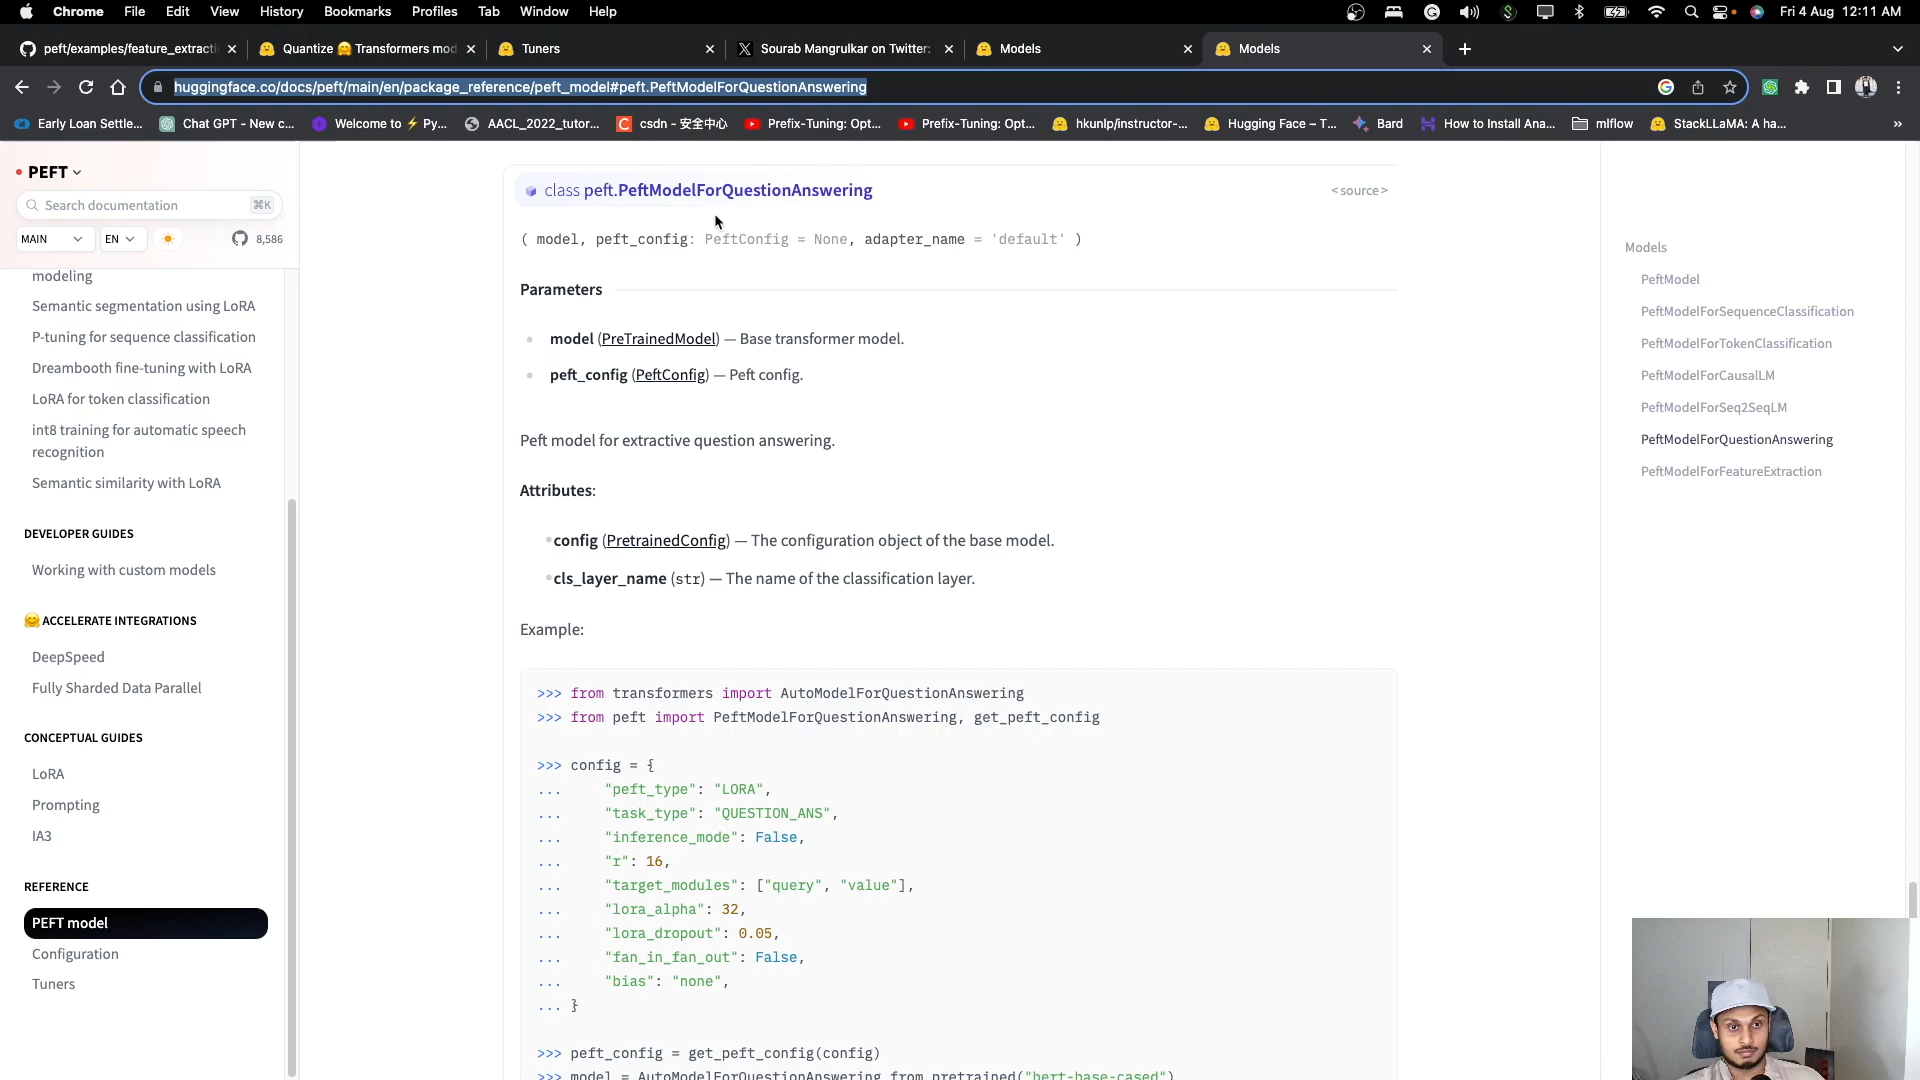 Chrome File Edit View History Bookmarks Profiles Tab Window Help Fri 4 Aug 12:11 AM
peft/examples/feature_extracti Quantize 🤗 Transformers mod Tuners Sourab Mangrulkar on Twitter: Models Models
huggingface.co/docs/peft/main/en/package_reference/peft_model#peft.PeftModelForQuestionAnswering
Early Loan Settle... Chat GPT - New c... Welcome to ⚡ Py... AACL_2022_tutor... csdn - 安全中心 Prefix-Tuning: Opt... Prefix-Tuning: Opt... hkunlp/instructor-... Hugging Face – T... Bard How to Install Ana... mlflow StackLLaMA: A ha... »
PEFT
Search documentation ⌘K
MAIN EN 8,586
modeling
Semantic segmentation using LoRA
P-tuning for sequence classification
Dreambooth fine-tuning with LoRA
LoRA for token classification
int8 training for automatic speech
recognition
Semantic similarity with LoRA
DEVELOPER GUIDES
Working with custom models
🤗 ACCELERATE INTEGRATIONS
DeepSpeed
Fully Sharded Data Parallel
CONCEPTUAL GUIDES
LoRA
Prompting
IA3
REFERENCE
PEFT model
Configuration
Tuners
class peft.PeftModelForQuestionAnswering
<source>
( model, peft_config: PeftConfig = None, adapter_name = 'default' )
Parameters
model (PreTrainedModel) — Base transformer model.
peft_config (PeftConfig) — Peft config.
Peft model for extractive question answering.
Attributes:
config (PretrainedConfig) — The configuration object of the base model.
cls_layer_name (str) — The name of the classification layer.
Example:
>>> from transformers import AutoModelForQuestionAnswering
>>> from peft import PeftModelForQuestionAnswering, get_peft_config
>>> config = {
... "peft_type": "LORA",
... "task_type": "QUESTION_ANS",
... "inference_mode": False,
... "r": 16,
... "target_modules": ["query", "value"],
... "lora_alpha": 32,
... "lora_dropout": 0.05,
... "fan_in_fan_out": False,
... "bias": "none",
... }
>>> peft_config = get_peft_config(config)
>>> model = AutoModelForQuestionAnswering.from_pretrained("bert-base-cased")
Models
PeftModel
PeftModelForSequenceClassification
PeftModelForTokenClassification
PeftModelForCausalLM
PeftModelForSeq2SeqLM
PeftModelForQuestionAnswering
PeftModelForFeatureExtraction